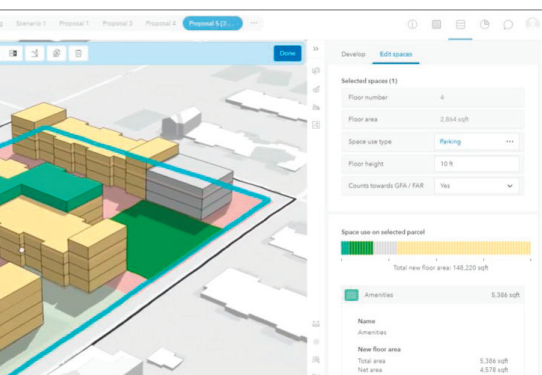 Scenario 1 Proposal 1 Proposal 3 Proposal 4 Proposal 5 (3...
Done
Develop Edit spaces
Selected spaces (1)
Floor number 4
Floor area 2,864 sqft
Space use type Parking
Floor height 10 ft
Counts towards GFA / FAR Yes
Space use on selected parcel
Total new floor area: 148,220 sqft
Amenities 5,386 sqft
Name
Amenities
New floor area
Total area 5,386 sqft
Net area 4,578 sqft